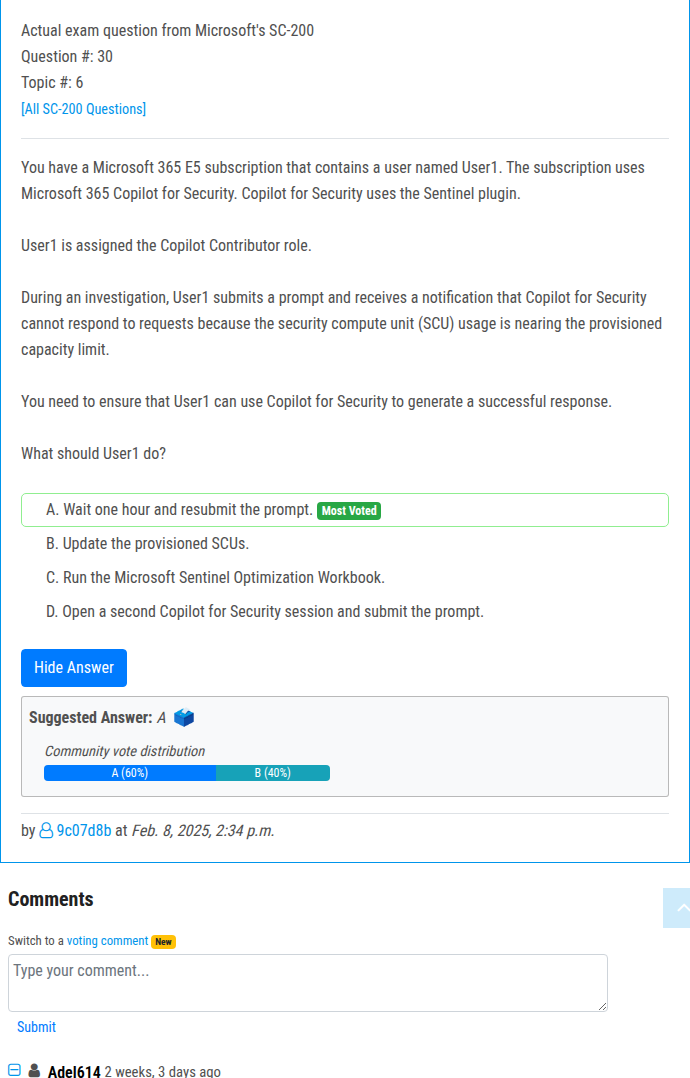 Actual exam question from Microsoft's SC-200
Question #: 30
Topic #: 6
[All SC-200 Questions]
You have a Microsoft 365 E5 subscription that contains a user named User1. The subscription uses
Microsoft 365 Copilot for Security. Copilot for Security uses the Sentinel plugin.
User1 is assigned the Copilot Contributor role.
During an investigation, User1 submits a prompt and receives a notification that Copilot for Security
cannot respond to requests because the security compute unit (SCU) usage is nearing the provisioned
capacity limit.
You need to ensure that User1 can use Copilot for Security to generate a successful response.
What should User1 do?
A. Wait one hour and resubmit the prompt. Most Voted
B. Update the provisioned SCUs.
C. Run the Microsoft Sentinel Optimization Workbook.
D. Open a second Copilot for Security session and submit the prompt.
Hide Answer
Suggested Answer: A
Community vote distribution
A (60%) B (40%)
by 9c07d8b at Feb. 8, 2025, 2:34 p.m.
Comments
Switch to a voting comment New
Type your comment...
Submit
Adel614 2 weeks, 3 days ago